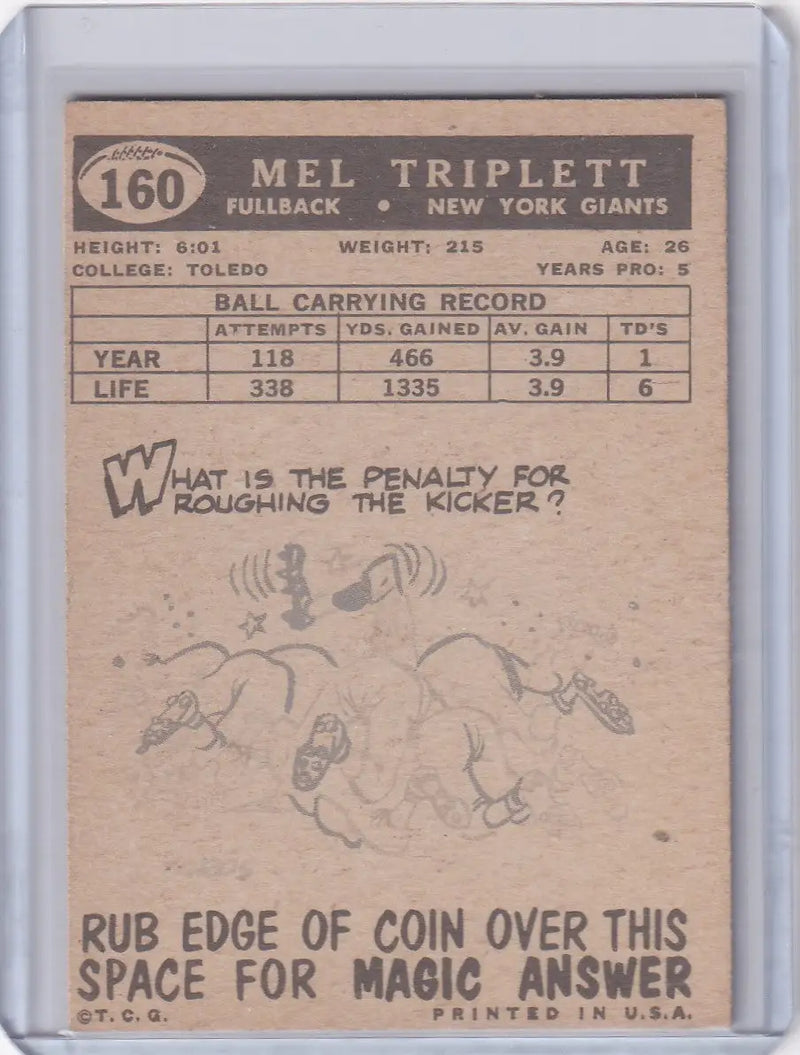 160
MEL TRIPLETT
FULLBACK • NEW YORK GIANTS
HEIGHT: 6:01 WEIGHT: 215 AGE: 26
COLLEGE: TOLEDO YEARS PRO: 5
BALL CARRYING RECORD
ATTEMPTS YDS. GAINED AV. GAIN TD'S
YEAR 118 466 3.9 1
LIFE 338 1335 3.9 6
WHAT IS THE PENALTY FOR
ROUGHING THE KICKER?
RUB EDGE OF COIN OVER THIS
SPACE FOR MAGIC ANSWER
©T.C.G. PRINTED IN U.S.A.